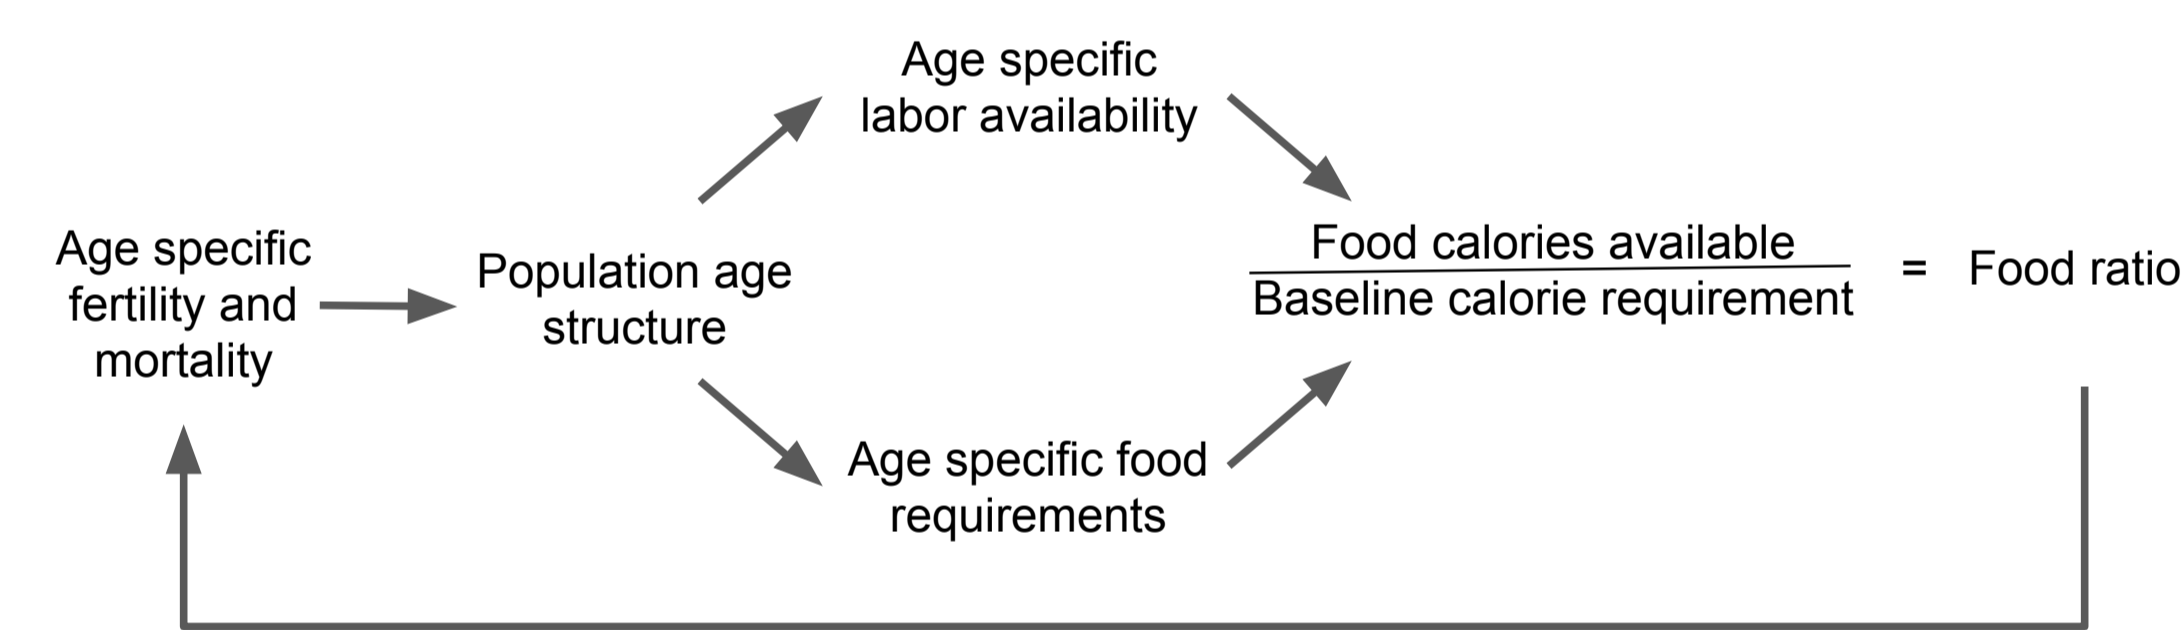 Age specific
labor availability
Age specific
fertility and
mortality
Population age
structure
Food calories available
Baseline calorie requirement
= Food ratio
Age specific food
requirements